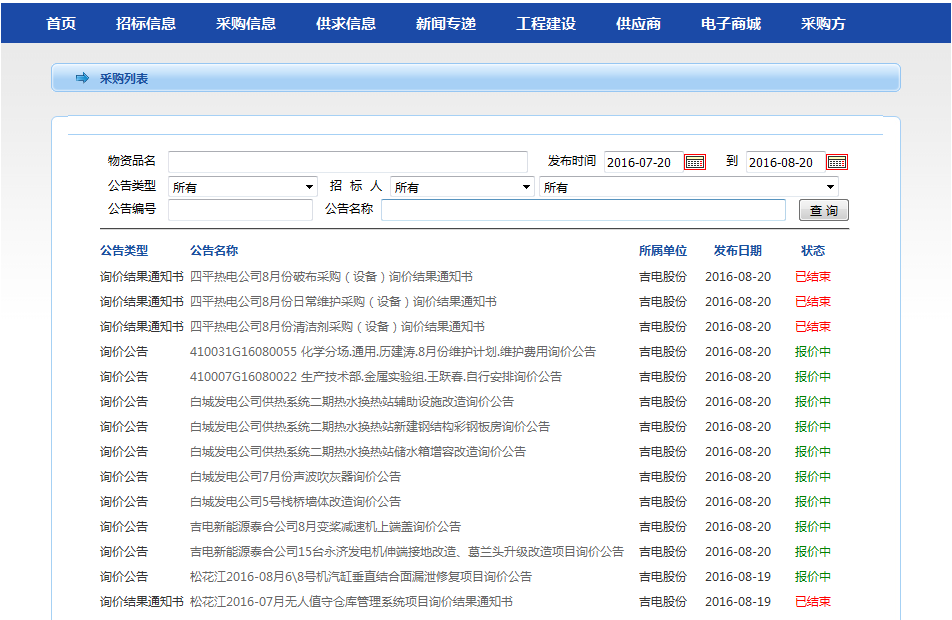 首页 招标信息 采购信息 供求信息 新闻专递 工程建设 供应商 电子商城 采购方
采购列表
物资品名 发布时间 2016-07-20 到 2016-08-20
公告类型 所有 招 标 人 所有 所有
公告编号 公告名称 查 询
公告类型 公告名称 所属单位 发布日期 状态
询价结果通知书 四平热电公司8月份破布采购（设备）询价结果通知书 吉电股份 2016-08-20 已结束
询价结果通知书 四平热电公司8月份日常维护采购（设备）询价结果通知书 吉电股份 2016-08-20 已结束
询价结果通知书 四平热电公司8月份清洁剂采购（设备）询价结果通知书 吉电股份 2016-08-20 已结束
询价公告 410031G16080055 化学分场.通用.历建涛.8月份维护计划.维护费用询价公告 吉电股份 2016-08-20 报价中
询价公告 410007G16080022 生产技术部.金属实验组.王跃春.自行安排询价公告 吉电股份 2016-08-20 报价中
询价公告 白城发电公司供热系统二期热水换热站辅助设施改造询价公告 吉电股份 2016-08-20 报价中
询价公告 白城发电公司供热系统二期热水换热站新建钢结构彩钢板房询价公告 吉电股份 2016-08-20 报价中
询价公告 白城发电公司供热系统二期热水换热站储水箱增容改造询价公告 吉电股份 2016-08-20 报价中
询价公告 白城发电公司7月份声波吹灰器询价公告 吉电股份 2016-08-20 报价中
询价公告 白城发电公司5号栈桥墙体改造询价公告 吉电股份 2016-08-20 报价中
询价公告 吉电新能源泰合公司8月变桨减速机上端盖询价公告 吉电股份 2016-08-20 报价中
询价公告 吉电新能源泰合公司15台永济发电机伸端接地改造、葛兰头升级改造项目询价公告 吉电股份 2016-08-20 报价中
询价公告 松花江2016-08月6\8号机汽缸垂直结合面漏泄修复项目询价公告 吉电股份 2016-08-19 报价中
询价结果通知书 松花江2016-07月无人值守仓库管理系统项目询价结果通知书 吉电股份 2016-08-19 已结束